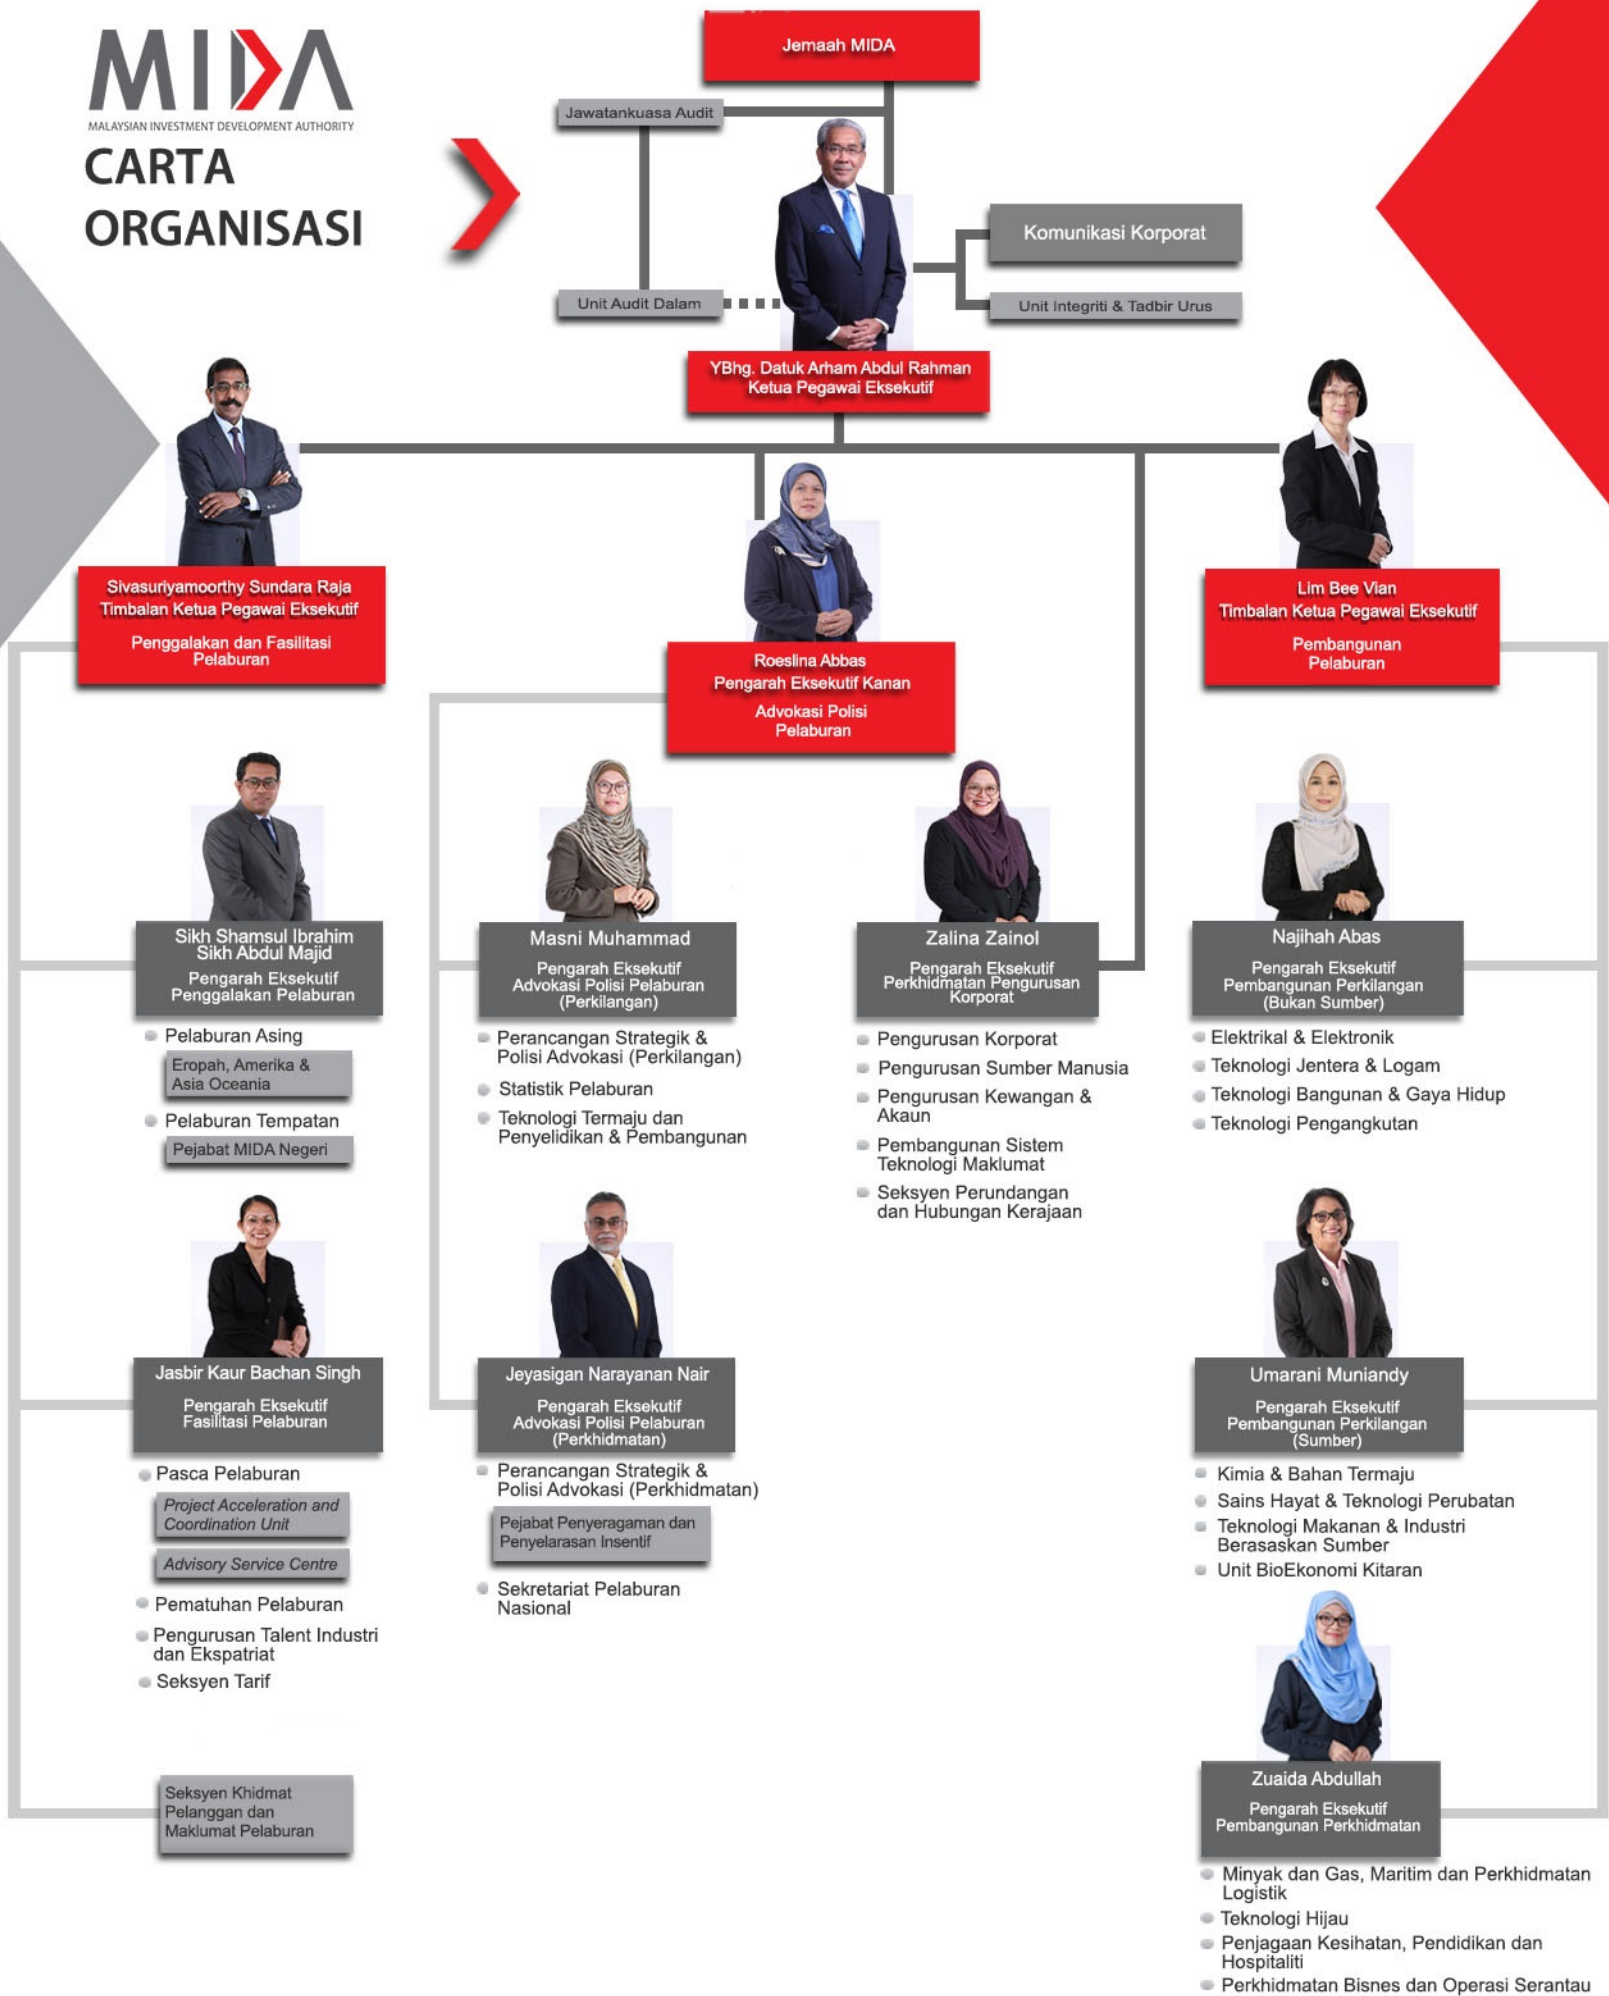 MIDA
MALAYSIAN INVESTMENT DEVELOPMENT AUTHORITY
CARTA
ORGANISASI
Jemaah MIDA
Jawatankuasa Audit
Komunikasi Korporat
Unit Audit Dalam
Unit Integriti & Tadbir Urus
YBhg. Datuk Arham Abdul Rahman
Ketua Pegawai Eksekutif
Sivasuriyamoorthy Sundara Raja
Timbalan Ketua Pegawai Eksekutif
Penggalakan dan Fasilitasi
Pelaburan
Roeslina Abbas
Pengarah Eksekutif Kanan
Advokasi Polisi
Pelaburan
Lim Bee Vian
Timbalan Ketua Pegawai Eksekutif
Pembangunan
Pelaburan
Sikh Shamsul Ibrahim
Sikh Abdul Majid
Pengarah Eksekutif
Penggalakan Pelaburan
Pelaburan Asing
Eropah, Amerika &
Asia Oceania
Pelaburan Tempatan
Pejabat MIDA Negeri
Masni Muhammad
Pengarah Eksekutif
Advokasi Polisi Pelaburan
(Perkilangan)
Perancangan Strategik &
Polisi Advokasi (Perkilangan)
Statistik Pelaburan
Teknologi Termaju dan
Penyelidikan & Pembangunan
Zalina Zainol
Pengarah Eksekutif
Perkhidmatan Pengurusan
Korporat
Pengurusan Korporat
Pengurusan Sumber Manusia
Pengurusan Kewangan &
Akaun
Pembangunan Sistem
Teknologi Maklumat
Seksyen Perundangan
dan Hubungan Kerajaan
Najihah Abas
Pengarah Eksekutif
Pembangunan Perkilangan
(Bukan Sumber)
Elektrikal & Elektronik
Teknologi Jentera & Logam
Teknologi Bangunan & Gaya Hidup
Teknologi Pengangkutan
Jasbir Kaur Bachan Singh
Pengarah Eksekutif
Fasilitasi Pelaburan
Pasca Pelaburan
Project Acceleration and
Coordination Unit
Advisory Service Centre
Pematuhan Pelaburan
Pengurusan Talent Industri
dan Ekspatriat
Seksyen Tarif
Seksyen Khidmat
Pelanggan dan
Maklumat Pelaburan
Jeyasigan Narayanan Nair
Pengarah Eksekutif
Advokasi Polisi Pelaburan
(Perkhidmatan)
Perancangan Strategik &
Polisi Advokasi (Perkhidmatan)
Pejabat Penyeragaman dan
Penyelarasan Insentif
Sekretariat Pelaburan
Nasional
Umarani Muniandy
Pengarah Eksekutif
Pembangunan Perkilangan
(Sumber)
Kimia & Bahan Termaju
Sains Hayat & Teknologi Perubatan
Teknologi Makanan & Industri
Berasaskan Sumber
Unit BioEkonomi Kitaran
Zuaida Abdullah
Pengarah Eksekutif
Pembangunan Perkhidmatan
Minyak dan Gas, Maritim dan Perkhidmatan
Logistik
Teknologi Hijau
Penjagaan Kesihatan, Pendidikan dan
Hospitaliti
Perkhidmatan Bisnes dan Operasi Serantau